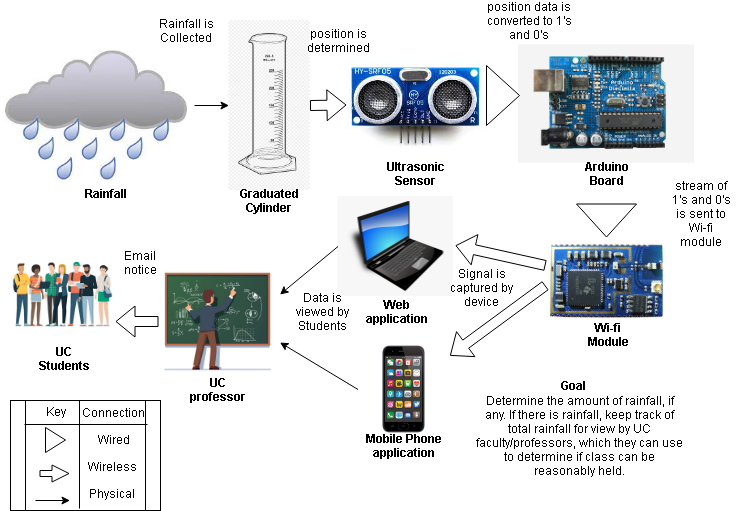 Rainfall is
Collected
position is
determined
position data is
converted to 1's
and 0's
HY-SRF05
HY
SRF05
Arduino
Diecimila
Rainfall
Graduated
Cylinder
Ultrasonic
Sensor
Arduino
Board
stream of
1's and 0's
is sent to
Wi-fi
module
Email
notice
Data is
viewed by
Students
Signal is
captured by
device
Web
application
Wi-fi
Module
UC
Students
UC
professor
Mobile Phone
application
Goal
Determine the amount of rainfall, if
any. If there is rainfall, keep track of
total rainfall for view by UC
faculty/professors, which they can use
to determine if class can be
reasonably held.
Key Connection
Wired
Wireless
Physical